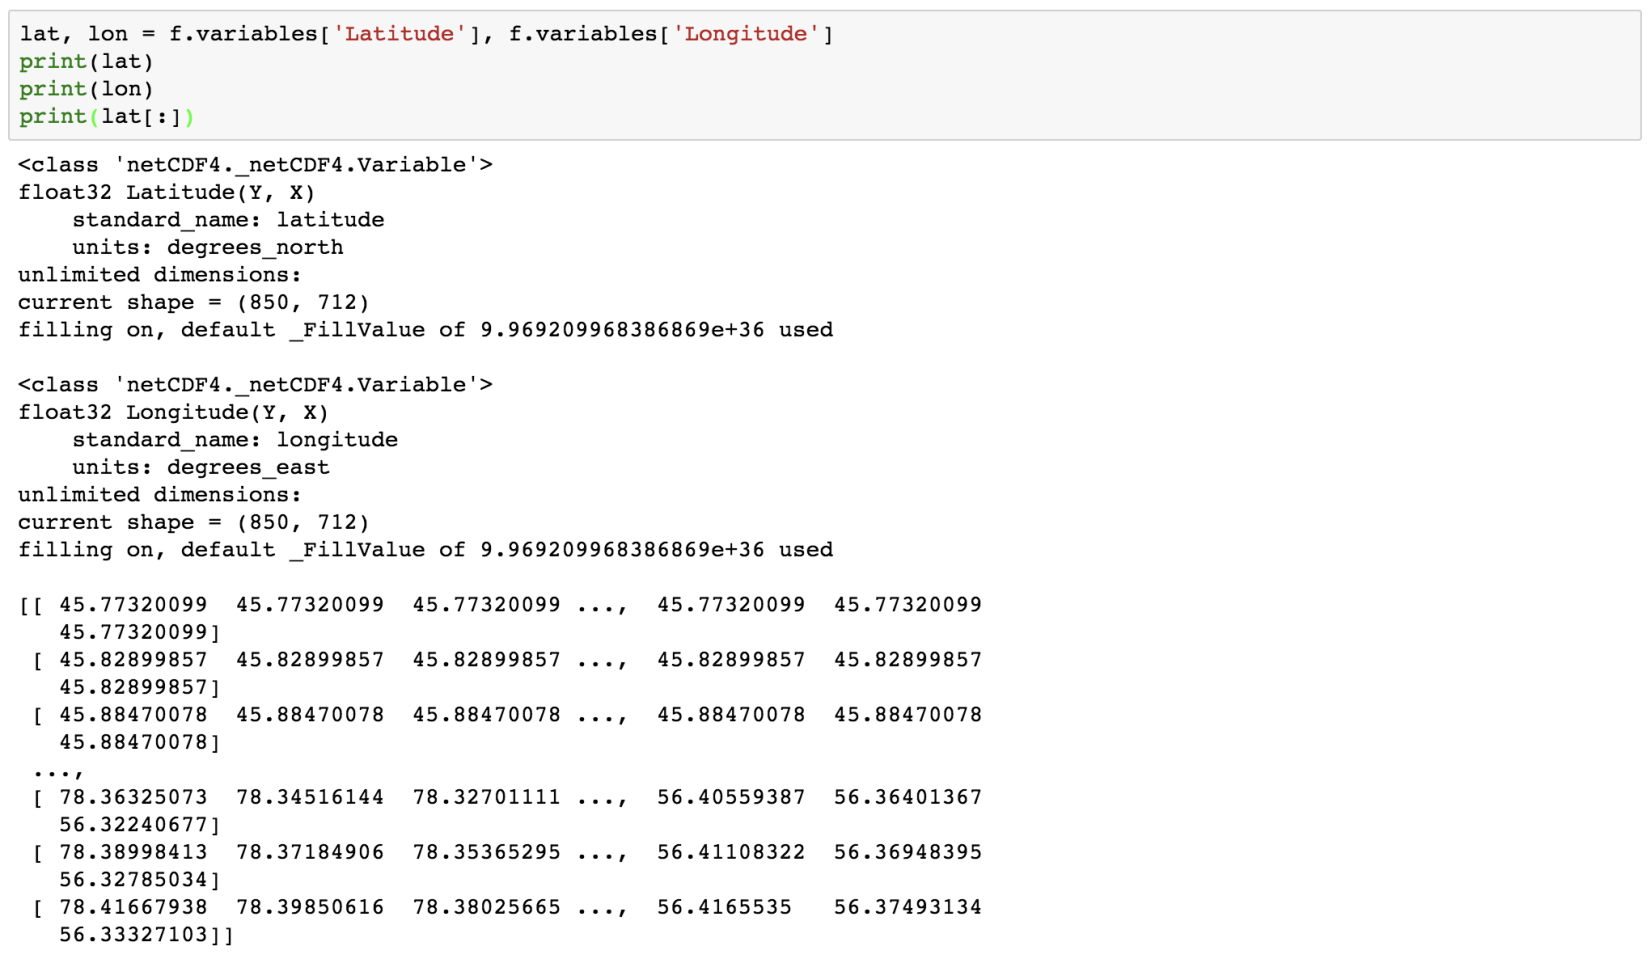 lat, lon = f.variables['Latitude'], f.variables['Longitude']
print(lat)
print(lon)
print(lat[:])
<class 'netCDF4._netCDF4.Variable'>
float32 Latitude(Y, X)
    standard_name: latitude
    units: degrees_north
unlimited dimensions:
current shape = (850, 712)
filling on, default _FillValue of 9.969209968386869e+36 used

<class 'netCDF4._netCDF4.Variable'>
float32 Longitude(Y, X)
    standard_name: longitude
    units: degrees_east
unlimited dimensions:
current shape = (850, 712)
filling on, default _FillValue of 9.969209968386869e+36 used

[[ 45.77320099  45.77320099  45.77320099 ...,  45.77320099  45.77320099
   45.77320099]
 [ 45.82899857  45.82899857  45.82899857 ...,  45.82899857  45.82899857
   45.82899857]
 [ 45.88470078  45.88470078  45.88470078 ...,  45.88470078  45.88470078
   45.88470078]
 ...,
 [ 78.36325073  78.34516144  78.32701111 ...,  56.40559387  56.36401367
   56.32240677]
 [ 78.38998413  78.37184906  78.35365295 ...,  56.41108322  56.36948395
   56.32785034]
 [ 78.41667938  78.39850616  78.38025665 ...,  56.4165535   56.37493134
   56.33327103]]